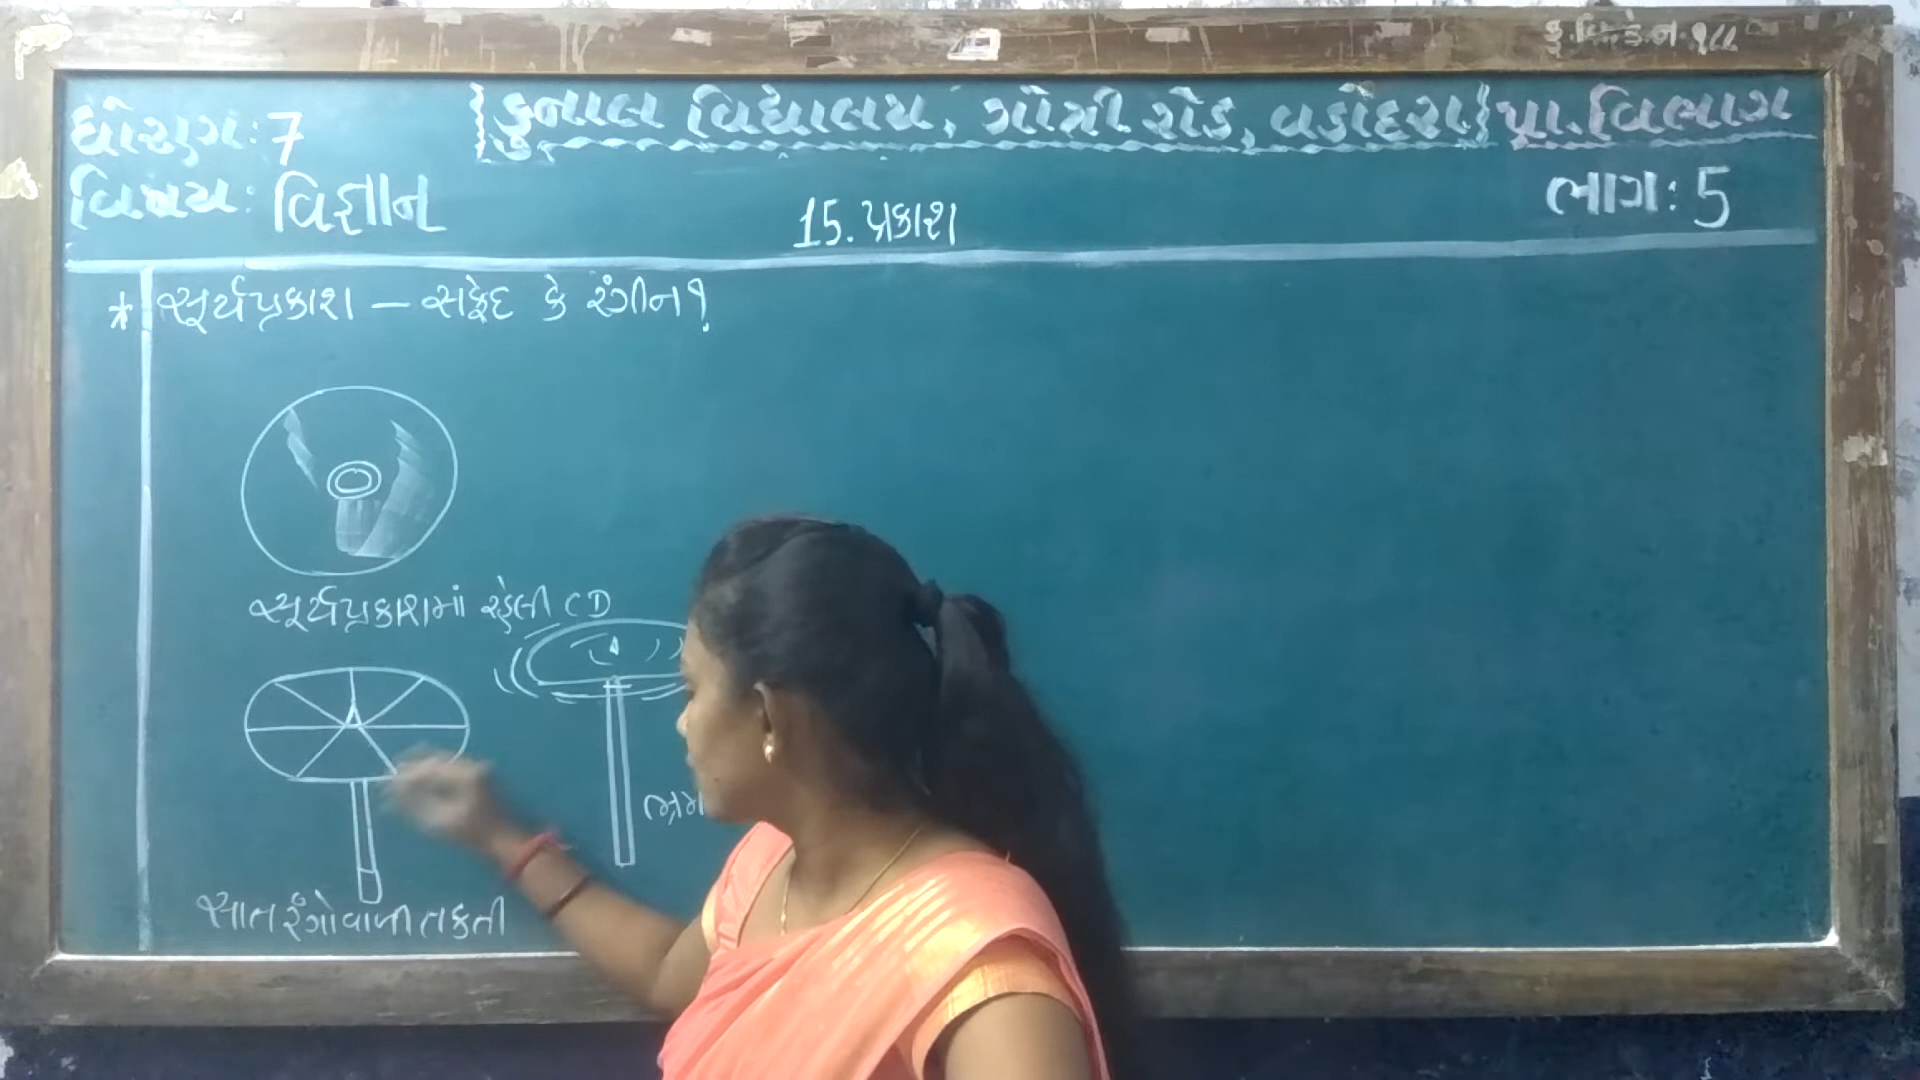 ધોરણ: 7
{કુનાલ વિદ્યાલય, ગોત્રી રોડ, વડોદરા} પ્રા. વિભાગ
વિષય: વિજ્ઞાન
15. પ્રકાશ
ભાગ: 5
* સૂર્યપ્રકાશ – સફેદ કે રંગીન?
સૂર્યપ્રકાશમાં રહેલી CD
સાત રંગોવાળી તકતી